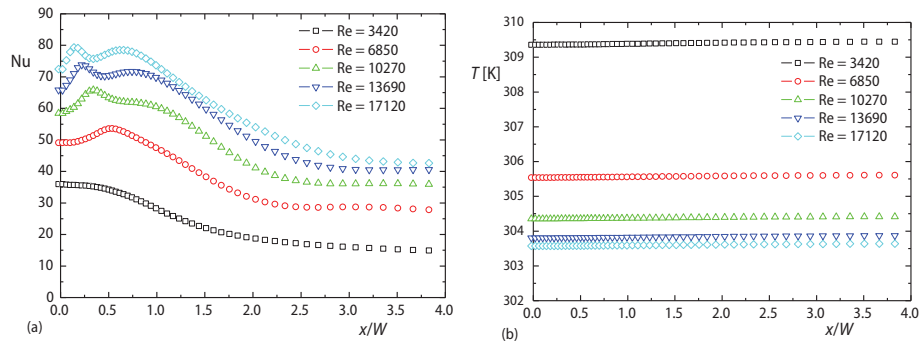 90
80
70
60
50
40
30
20
10
0
Nu
Re = 3420
Re = 6850
Re = 10270
Re = 13690
Re = 17120
0.0 0.5 1.0 1.5 2.0 2.5 3.0 3.5 4.0
x/W
(a)
310
309
308
307
306
305
304
303
302
T [K]
Re = 3420
Re = 6850
Re = 10270
Re = 13690
Re = 17120
0.0 0.5 1.0 1.5 2.0 2.5 3.0 3.5 4.0
x/W
(b)